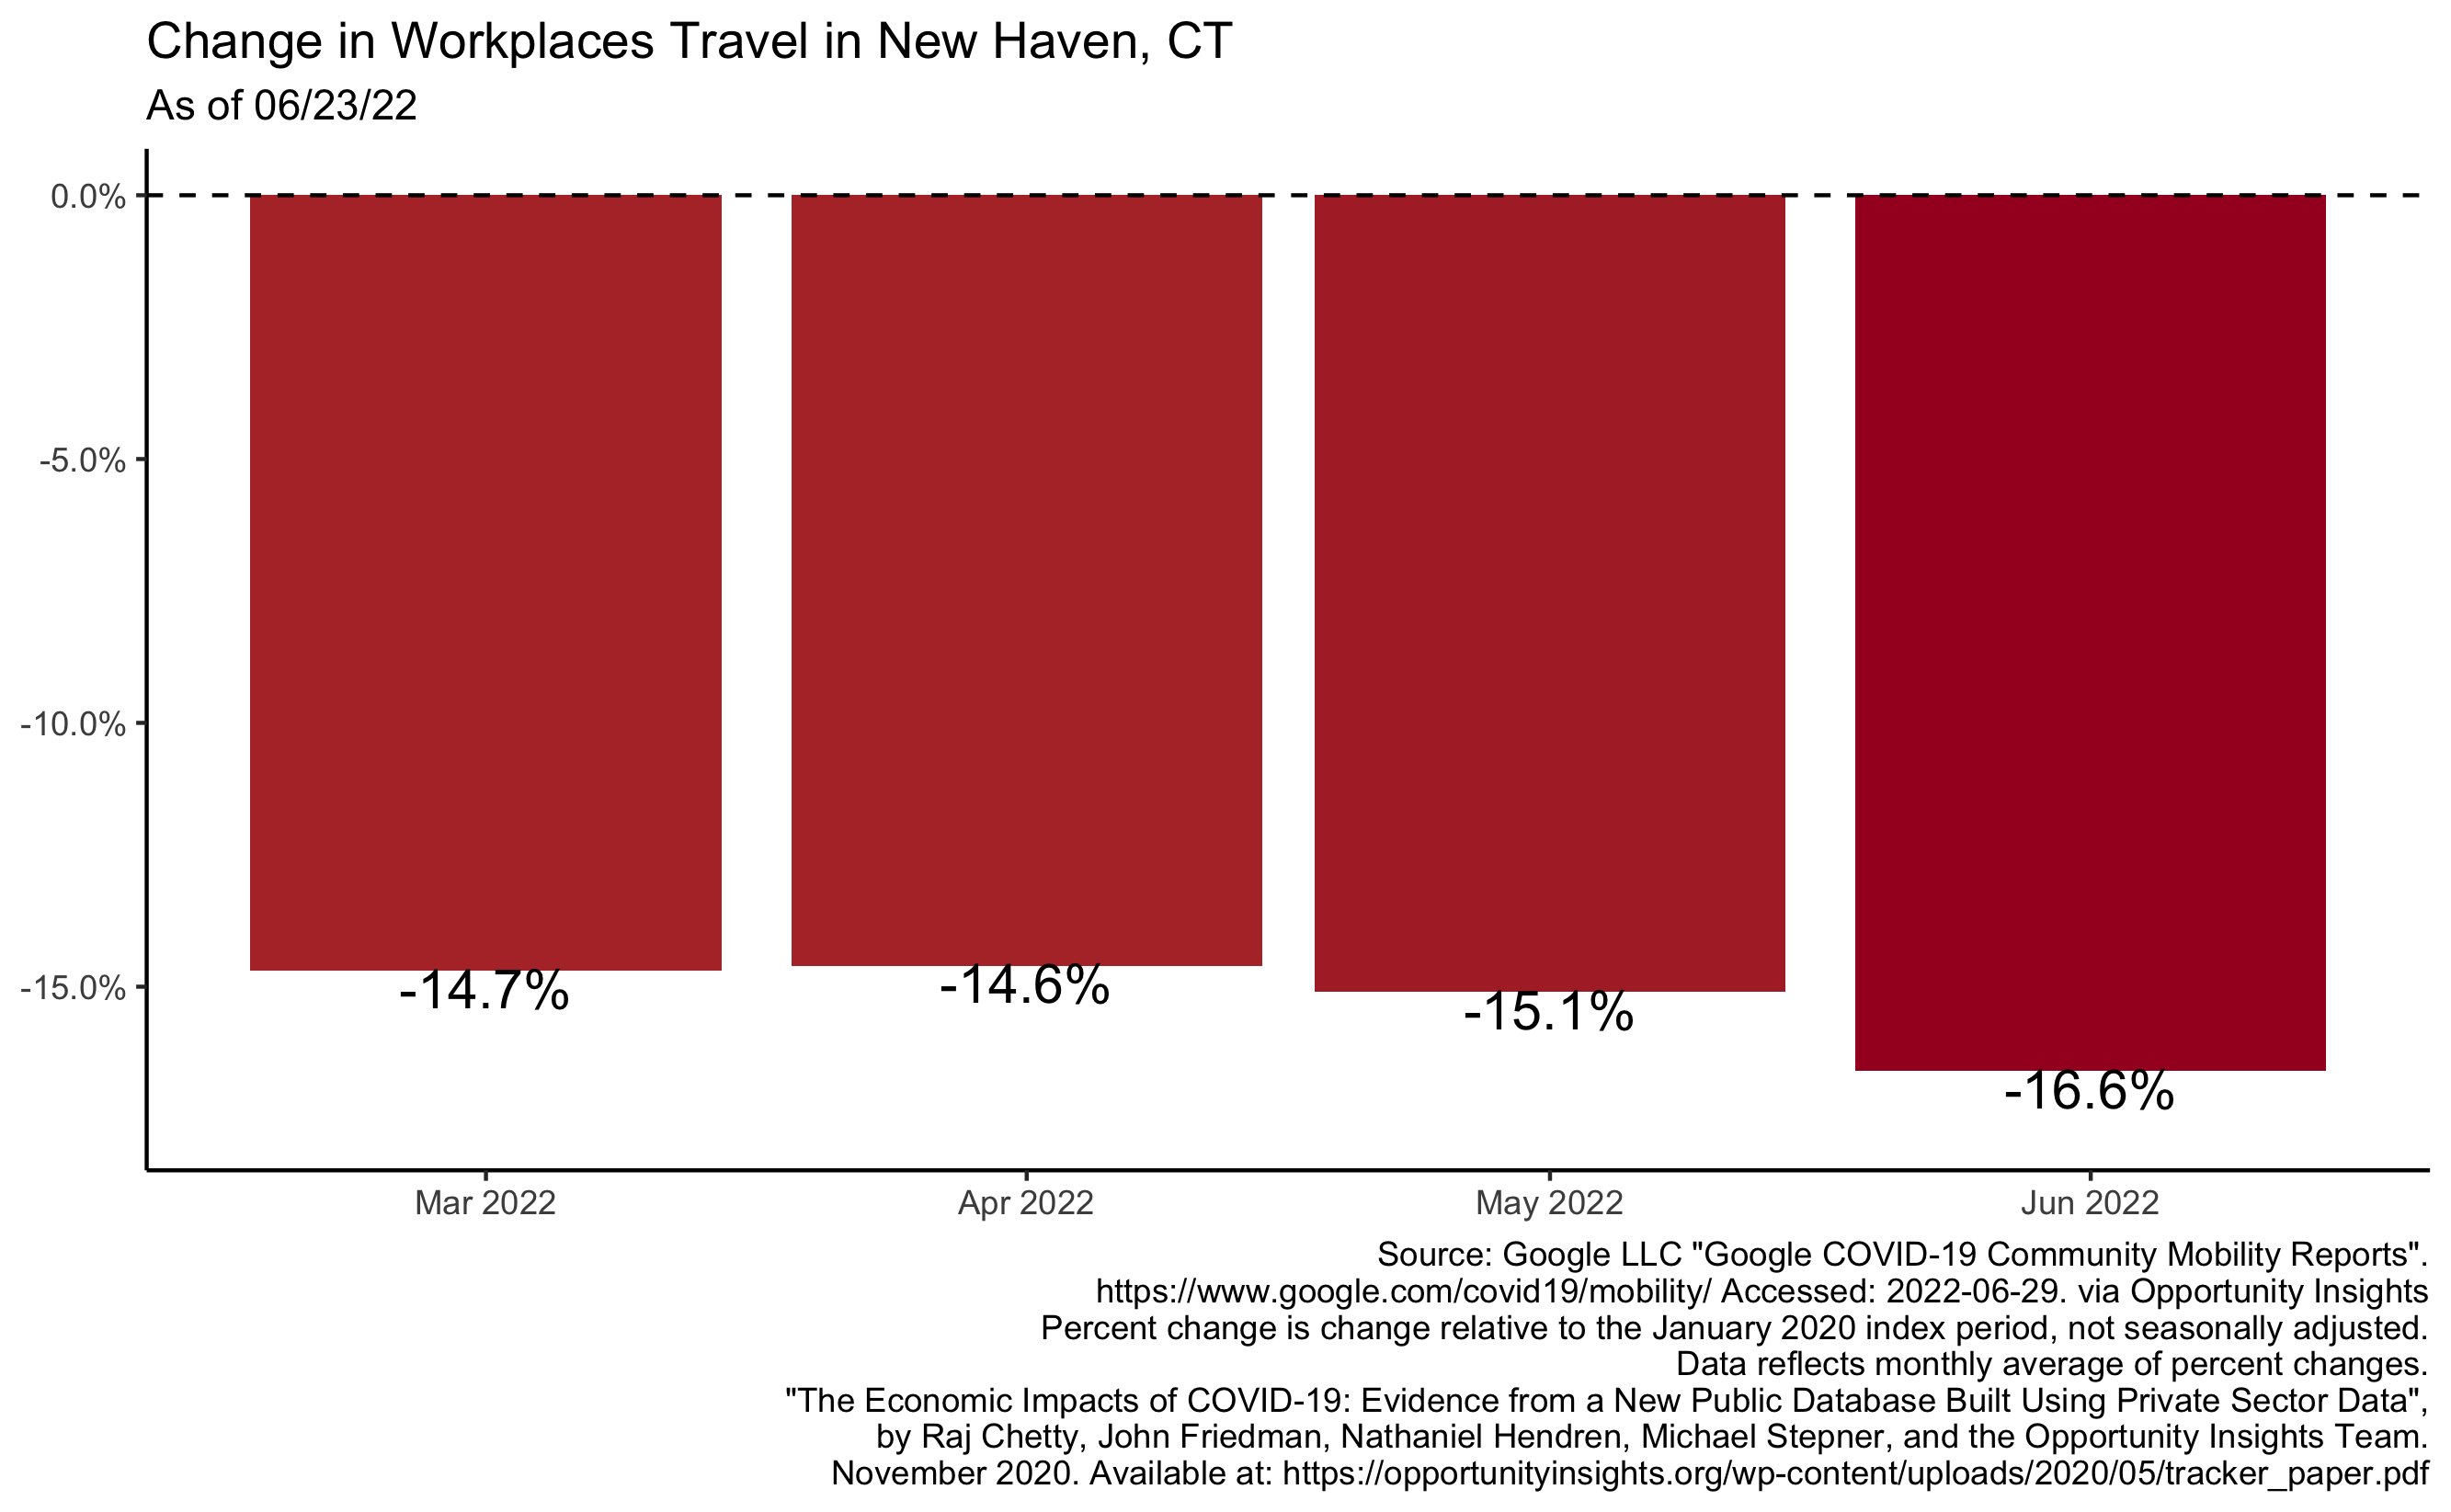 Change in Workplaces Travel in New Haven, CT
As of 06/23/22
0.0%
-5.0%
-10.0%
-15.0%
-14.7%
-14.6%
-15.1%
-16.6%
Mar 2022
Apr 2022
May 2022
Jun 2022
Source: Google LLC "Google COVID-19 Community Mobility Reports".
https://www.google.com/covid19/mobility/ Accessed: 2022-06-29. via Opportunity Insights
Percent change is change relative to the January 2020 index period, not seasonally adjusted.
Data reflects monthly average of percent changes.
"The Economic Impacts of COVID-19: Evidence from a New Public Database Built Using Private Sector Data",
by Raj Chetty, John Friedman, Nathaniel Hendren, Michael Stepner, and the Opportunity Insights Team.
November 2020. Available at: https://opportunityinsights.org/wp-content/uploads/2020/05/tracker_paper.pdf